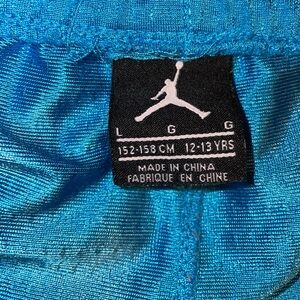 L G G
152-158 CM 12-13 YRS
MADE IN CHINA
FABRIQUE EN CHINE